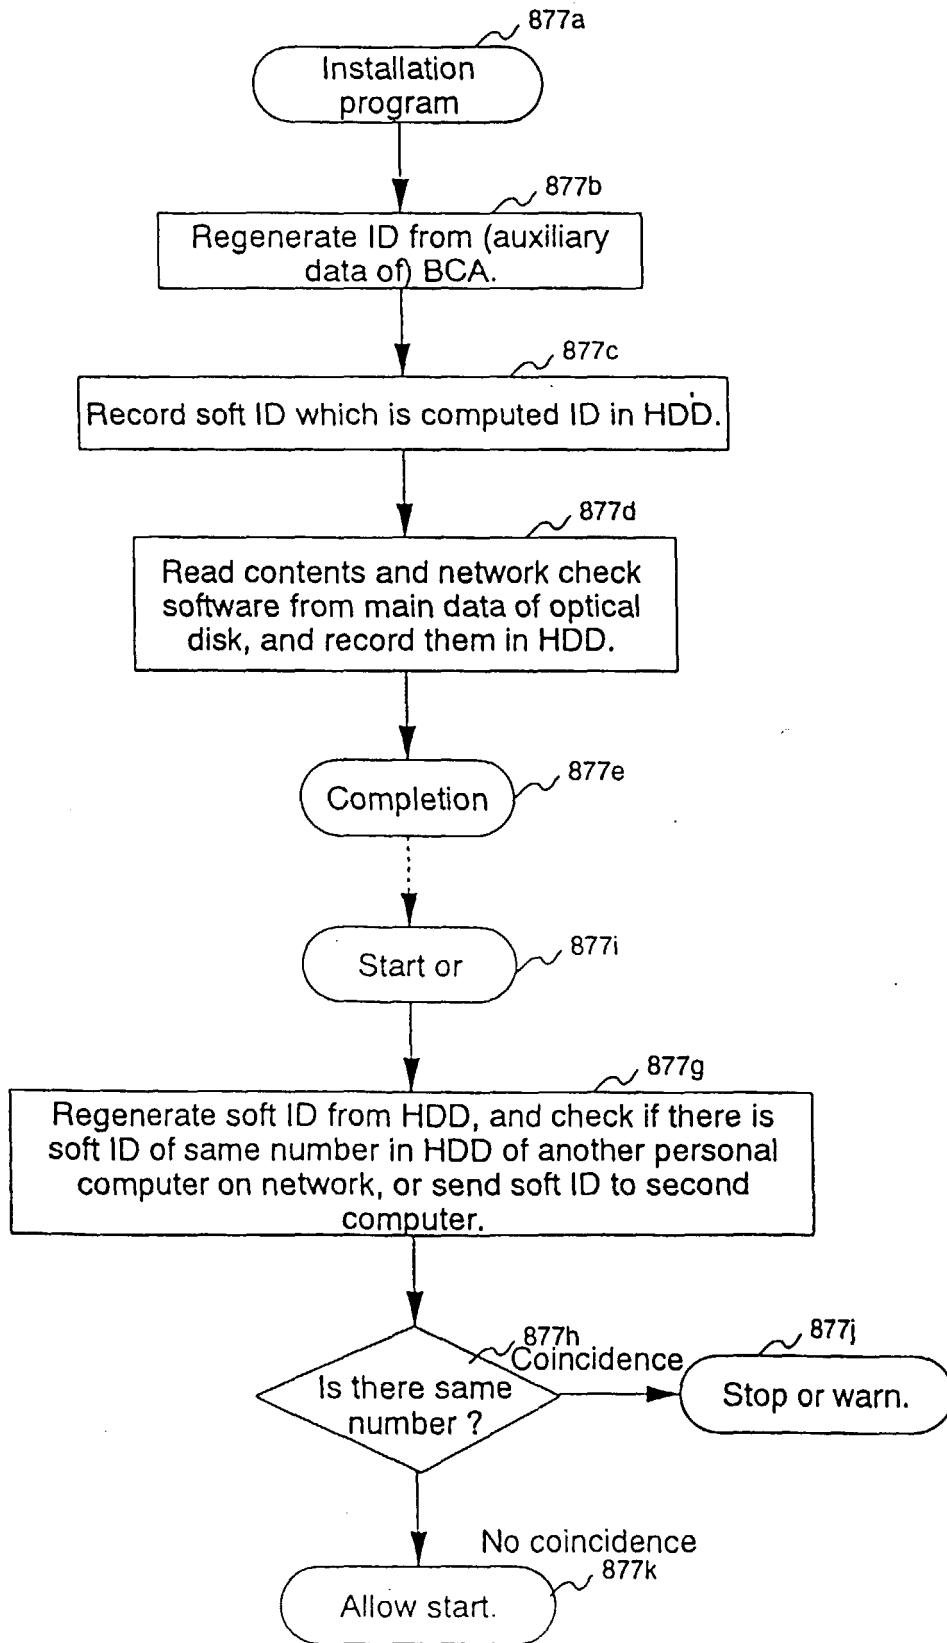 877a
Installation
program
877b
Regenerate ID from (auxiliary
data of) BCA.
877c
Record soft ID which is computed ID in HDD.
877d
Read contents and network check
software from main data of optical
disk, and record them in HDD.
877e
Completion
877i
Start or
877g
Regenerate soft ID from HDD, and check if there is
soft ID of same number in HDD of another personal
computer on network, or send soft ID to second
computer.
877h
Coincidence
Is there same
number ?
877j
Stop or warn.
No coincidence
877k
Allow start.